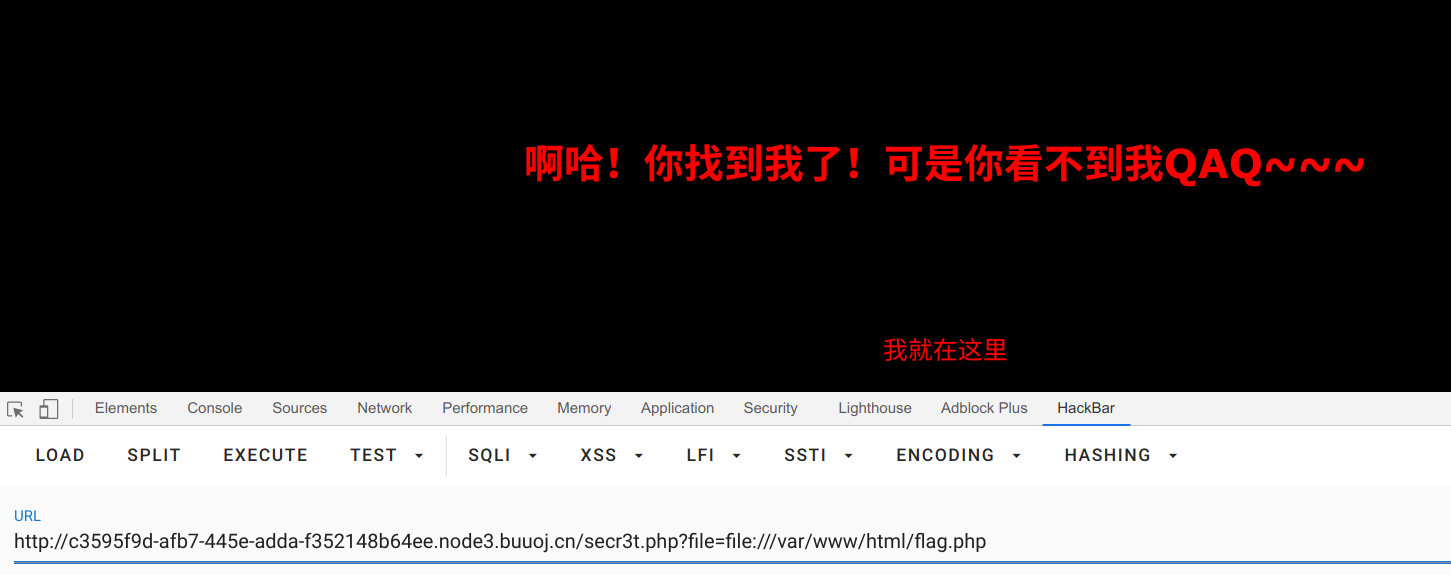 啊哈！你找到我了！可是你看不到我QAQ~~~
我就在这里
Elements Console Sources Network Performance Memory Application Security Lighthouse Adblock Plus HackBar
LOAD SPLIT EXECUTE TEST SQLI XSS LFI SSTI ENCODING HASHING
URL
http://c3595f9d-afb7-445e-adda-f352148b64ee.node3.buuoj.cn/secr3t.php?file=file:///var/www/html/flag.php